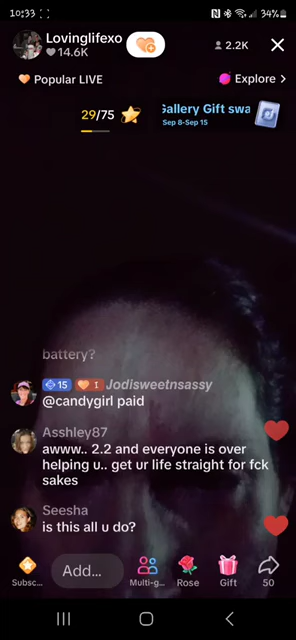 10:33
34%
Lovinglifexo
14.6K
2.2K
Popular LIVE
Explore >
29/75
Gallery Gift swa
Sep 8-Sep 15
battery?
15 I Jodisweetnsassy
@candygirl paid
Asshley87
awww.. 2.2 and everyone is over
helping u.. get ur life straight for fck
sakes
Seesha
is this all u do?
Subsc...
Add...
Multi-g...
Rose
Gift
50